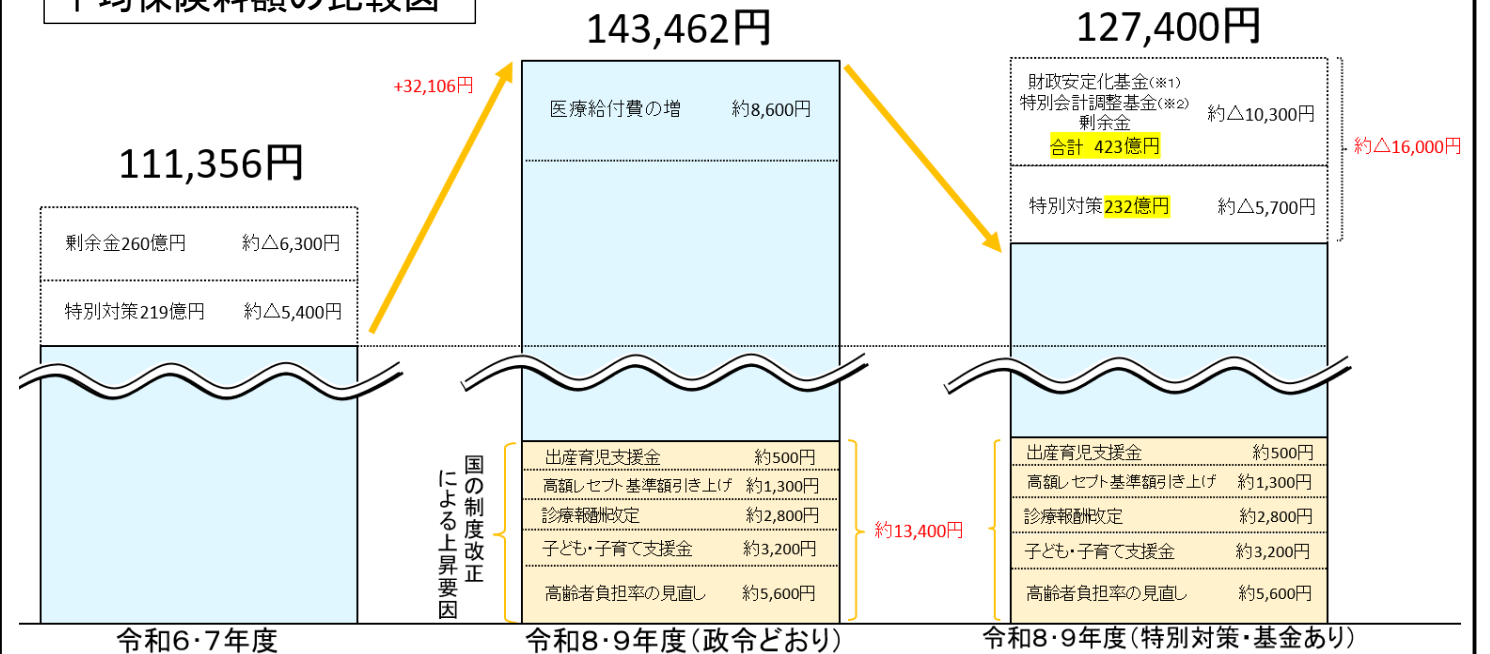 平均保険料額の比較図
111,356円
剰余金260億円 約△6,300円
特別対策219億円 約△5,400円
令和6・7年度
+32,106円
143,462円
医療給付費の増 約8,600円
国の制度改正
による上昇要因
出産育児支援金 約500円
高額レセプト基準額引き上げ 約1,300円
診療報酬改定 約2,800円
子ども・子育て支援金 約3,200円
高齢者負担率の見直し 約5,600円
約13,400円
令和8・9年度(政令どおり)
127,400円
財政安定化基金(※1)
特別会計調整基金(※2)
剰余金
合計 423億円
約△10,300円
特別対策232億円 約△5,700円
約△16,000円
出産育児支援金 約500円
高額レセプト基準額引き上げ 約1,300円
診療報酬改定 約2,800円
子ども・子育て支援金 約3,200円
高齢者負担率の見直し 約5,600円
令和8・9年度(特別対策・基金あり)